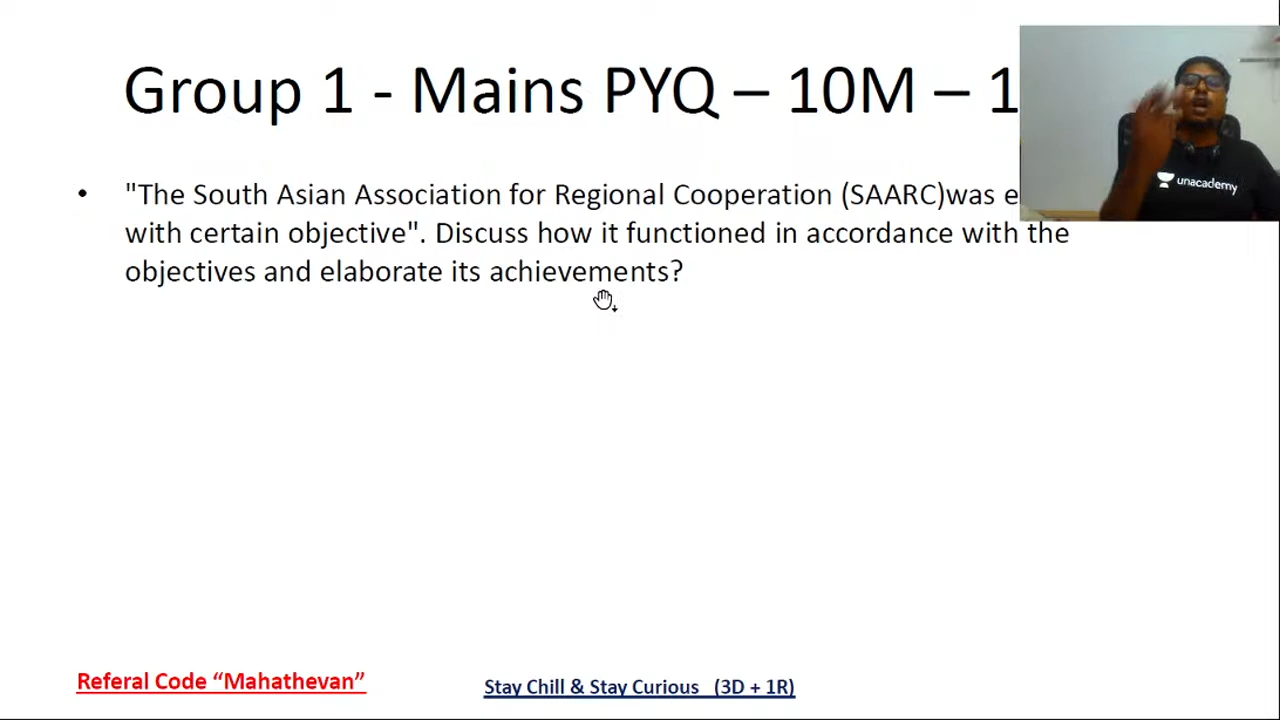 Group 1 - Mains PYQ – 10M – 1
unacademy
• "The South Asian Association for Regional Cooperation (SAARC)was
with certain objective". Discuss how it functioned in accordance with the
objectives and elaborate its achievements?
Referal Code “Mahathevan”
Stay Chill & Stay Curious (3D + 1R)